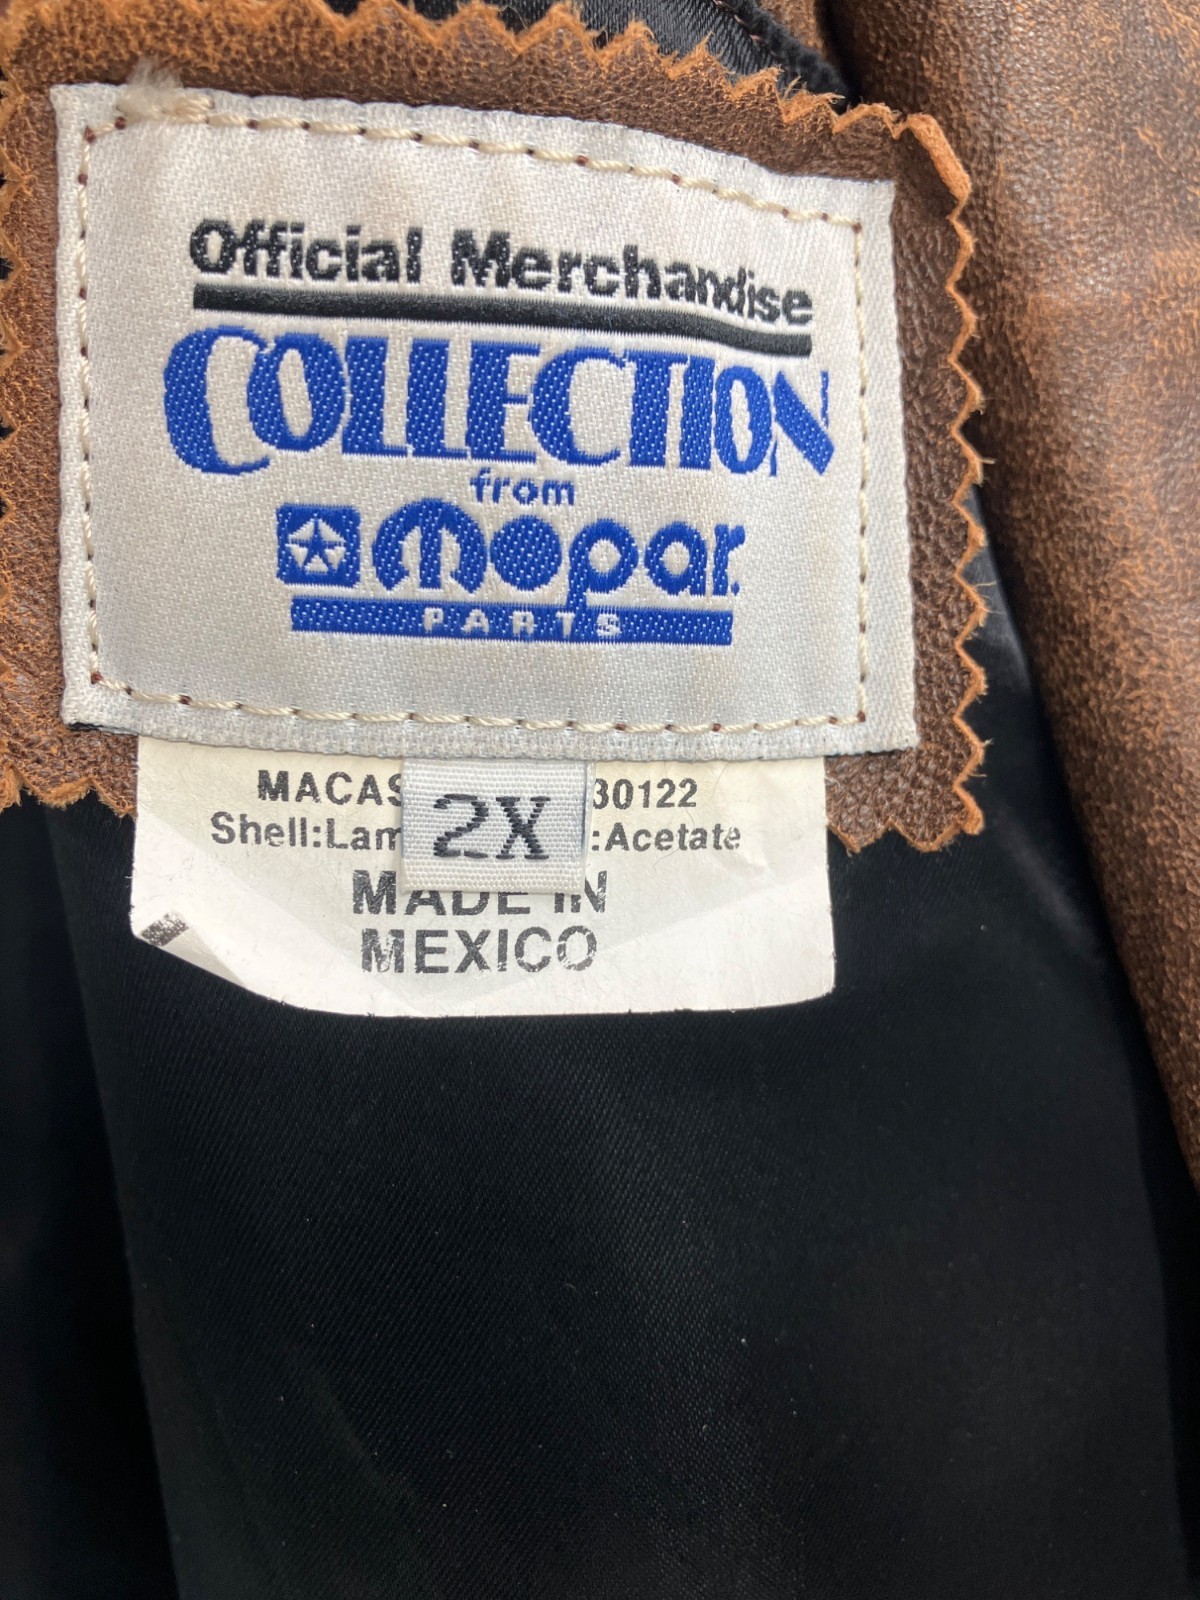 Official Merchandise
COLLECTION
from
mopar.
PARTS
MACAS 30122
2X
Shell:Lam :Acetate
MADE IN
MEXICO